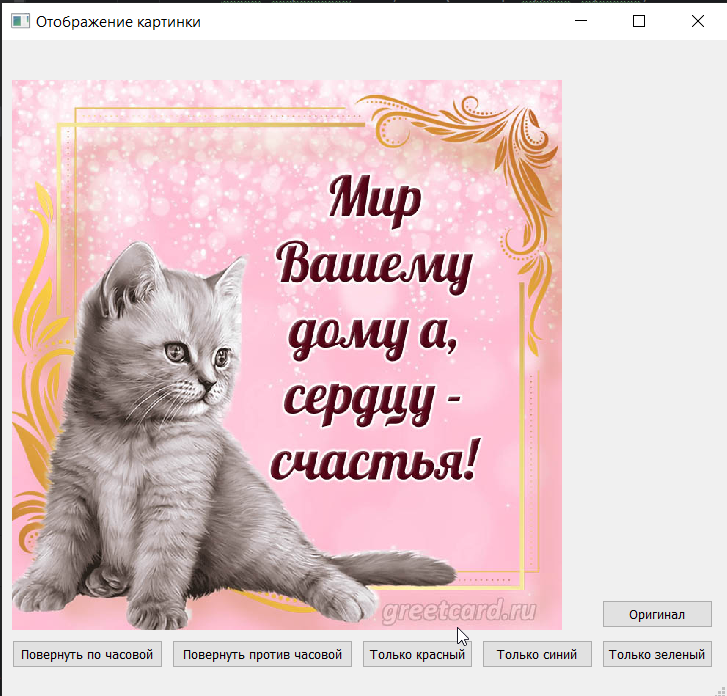 Отображение картинки
Мир
Вашему
дому а,
сердцу -
счастья!
greetcard.ru
Оригинал
Повернуть по часовой
Повернуть против часовой
Только красный
Только синий
Только зеленый